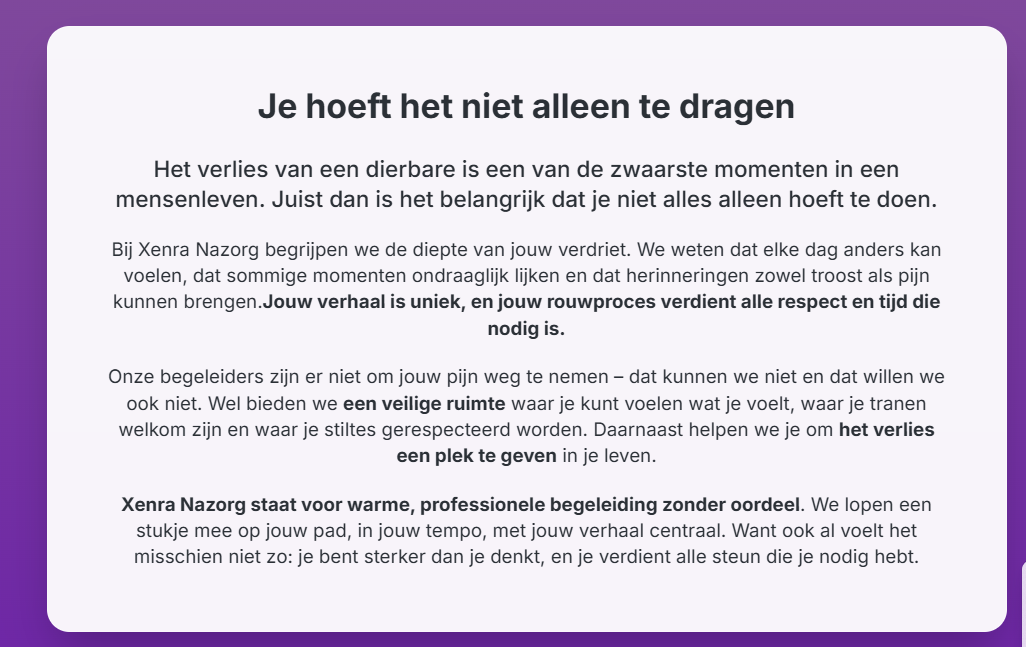 Je hoeft het niet alleen te dragen
Het verlies van een dierbare is een van de zwaarste momenten in een
mensenleven. Juist dan is het belangrijk dat je niet alles alleen hoeft te doen.
Bij Xenra Nazorg begrijpen we de diepte van jouw verdriet. We weten dat elke dag anders kan
voelen, dat sommige momenten ondraaglijk lijken en dat herinneringen zowel troost als pijn
kunnen brengen.Jouw verhaal is uniek, en jouw rouwproces verdient alle respect en tijd die
nodig is.
Onze begeleiders zijn er niet om jouw pijn weg te nemen – dat kunnen we niet en dat willen we
ook niet. Wel bieden we een veilige ruimte waar je kunt voelen wat je voelt, waar je tranen
welkom zijn en waar je stiltes gerespecteerd worden. Daarnaast helpen we je om het verlies
een plek te geven in je leven.
Xenra Nazorg staat voor warme, professionele begeleiding zonder oordeel. We lopen een
stukje mee op jouw pad, in jouw tempo, met jouw verhaal centraal. Want ook al voelt het
misschien niet zo: je bent sterker dan je denkt, en je verdient alle steun die je nodig hebt.